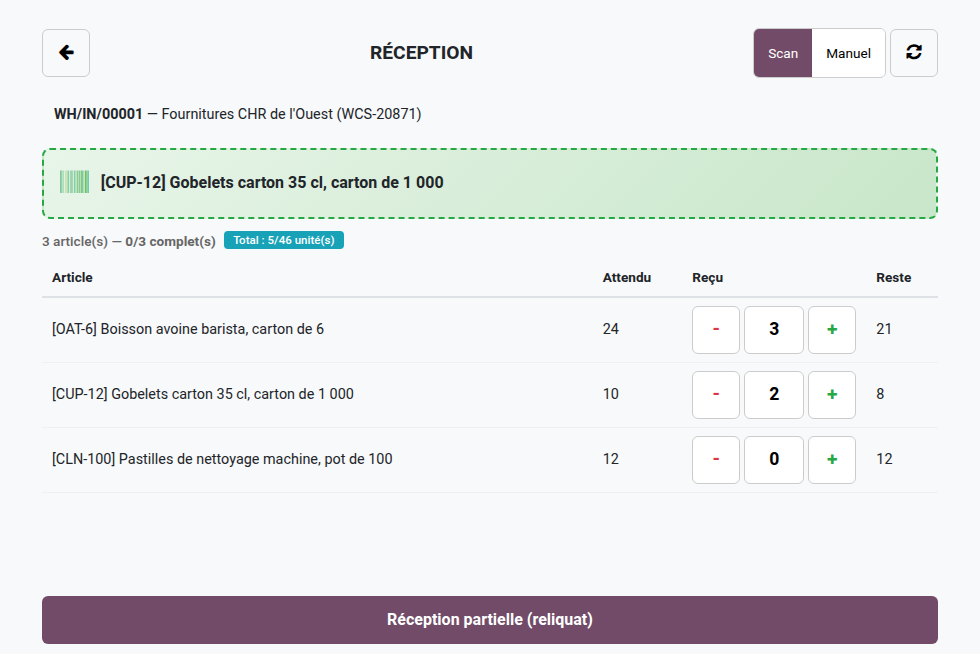 RÉCEPTION
Scan Manuel
WH/IN/00001 — Fournitures CHR de l'Ouest (WCS-20871)
[CUP-12] Gobelets carton 35 cl, carton de 1 000
3 article(s) — 0/3 complet(s) Total : 5/46 unité(s)
Article Attendu Reçu Reste
[OAT-6] Boisson avoine barista, carton de 6 24 - 3 + 21
[CUP-12] Gobelets carton 35 cl, carton de 1 000 10 - 2 + 8
[CLN-100] Pastilles de nettoyage machine, pot de 100 12 - 0 + 12
Réception partielle (reliquat)